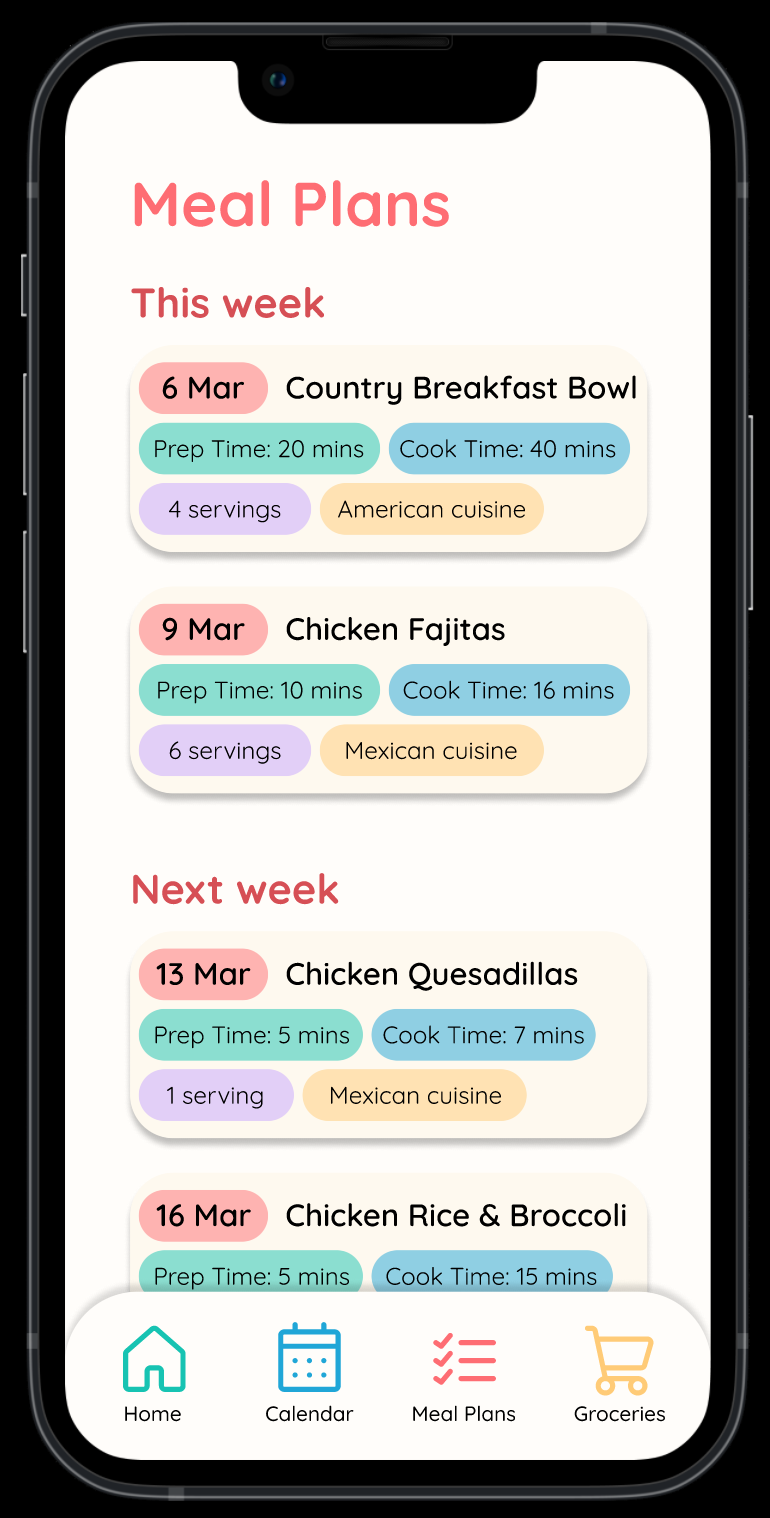 Meal Plans
This week
6 Mar Country Breakfast Bowl
Prep Time: 20 mins Cook Time: 40 mins
4 servings American cuisine
9 Mar Chicken Fajitas
Prep Time: 10 mins Cook Time: 16 mins
6 servings Mexican cuisine
Next week
13 Mar Chicken Quesadillas
Prep Time: 5 mins Cook Time: 7 mins
1 serving Mexican cuisine
16 Mar Chicken Rice & Broccoli
Prep Time: 5 mins Cook Time: 15 mins
Home Calendar Meal Plans Groceries